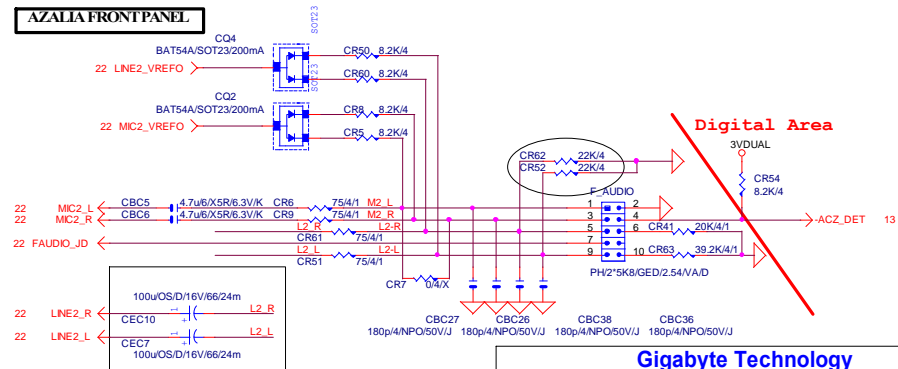 AZALIA FRONT PANEL
CQ4
BAT54A/SOT23/200mA
SOT23
22 LINE2_VREFO
SOT23
CR50 8.2K/4
CR60 8.2K/4
CQ2
BAT54A/SOT23/200mA
22 MIC2_VREFO
CR8 8.2K/4
CR5 8.2K/4
Digital Area
3VDUAL
CR54
8.2K/4
CR62 22K/4
CR52 22K/4
F_AUDIO
22 MIC2_L CBC5 4.7u/6/X5R/6.3V/K CR6 75/4/1 M2_L 1 2
22 MIC2_R CBC6 4.7u/6/X5R/6.3V/K CR9 75/4/1 M2_R 3 4 -ACZ_DET 13
L2_R CR61 75/4/1 L2-R 5 6 CR41 20K/4/1
22 FAUDIO_JD 7
L2_L CR51 75/4/1 L2-L 9 10 CR63 39.2K/4/1
PH/2*5K8/GED/2.54/VA/D
CR7 0/4/X
100u/OS/D/16V/66/24m
22 LINE2_R 1 + L2_R
CEC10
22 LINE2_L 1 + L2_L
CEC7
100u/OS/D/16V/66/24m
CBC27 CBC26 CBC38 CBC36
180p/4/NPO/50V/J 180p/4/NPO/50V/J 180p/4/NPO/50V/J 180p/4/NPO/50V/J
Gigabyte Technology